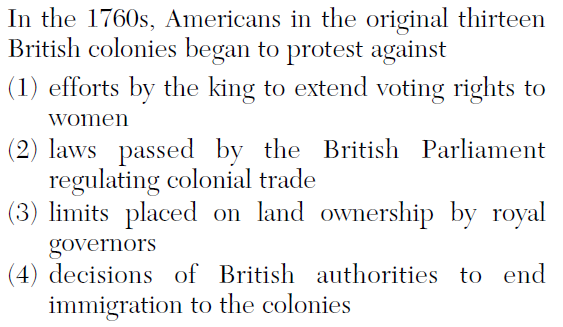 In the 1760s, Americans in the original thirteen
British colonies began to protest against
(1) efforts by the king to extend voting rights to
women
(2) laws passed by the British Parliament
regulating colonial trade
(3) limits placed on land ownership by royal
governors
(4) decisions of British authorities to end
immigration to the colonies